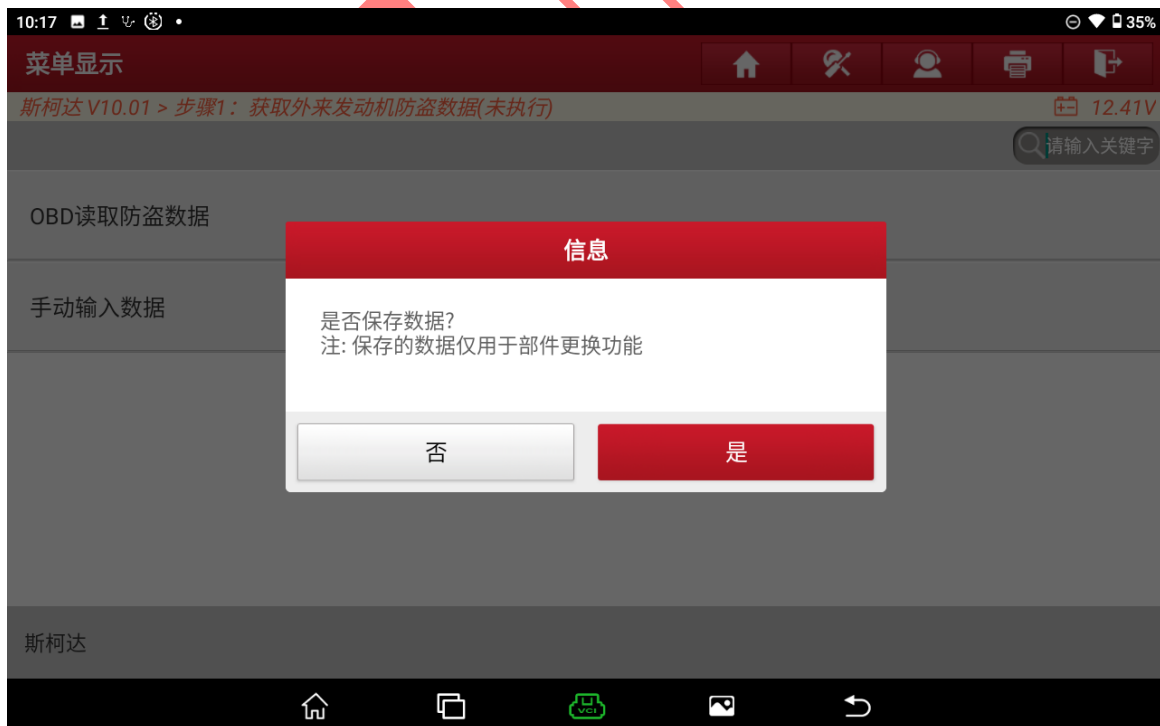 10:17
35%
菜单显示
斯柯达 V10.01 > 步骤1：获取外来发动机防盗数据(未执行)
12.41V
请输入关键字
OBD读取防盗数据
信息
手动输入数据
是否保存数据?
注: 保存的数据仅用于部件更换功能
否
是
斯柯达
VCI